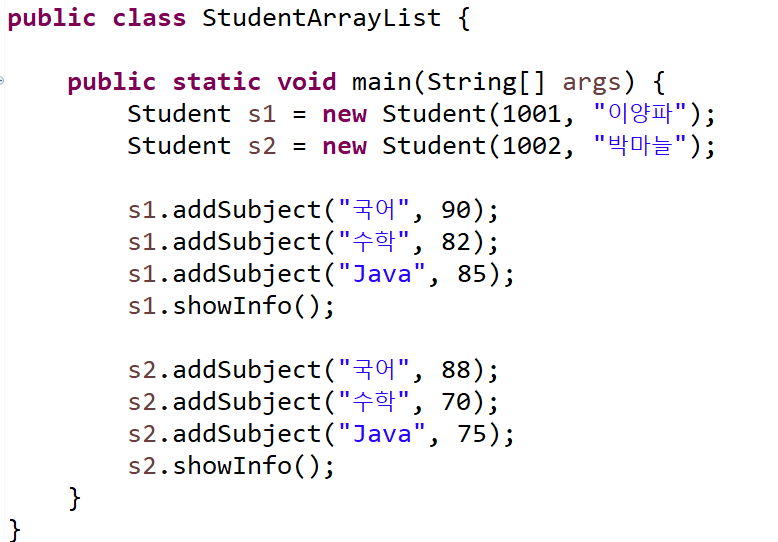 public class StudentArrayList {
public static void main(String[] args) {
Student s1 = new Student(1001, "이양파");
Student s2 = new Student(1002, "박마늘");
s1.addSubject("국어", 90);
s1.addSubject("수학", 82);
s1.addSubject("Java", 85);
s1.showInfo();
s2.addSubject("국어", 88);
s2.addSubject("수학", 70);
s2.addSubject("Java", 75);
s2.showInfo();
}
}